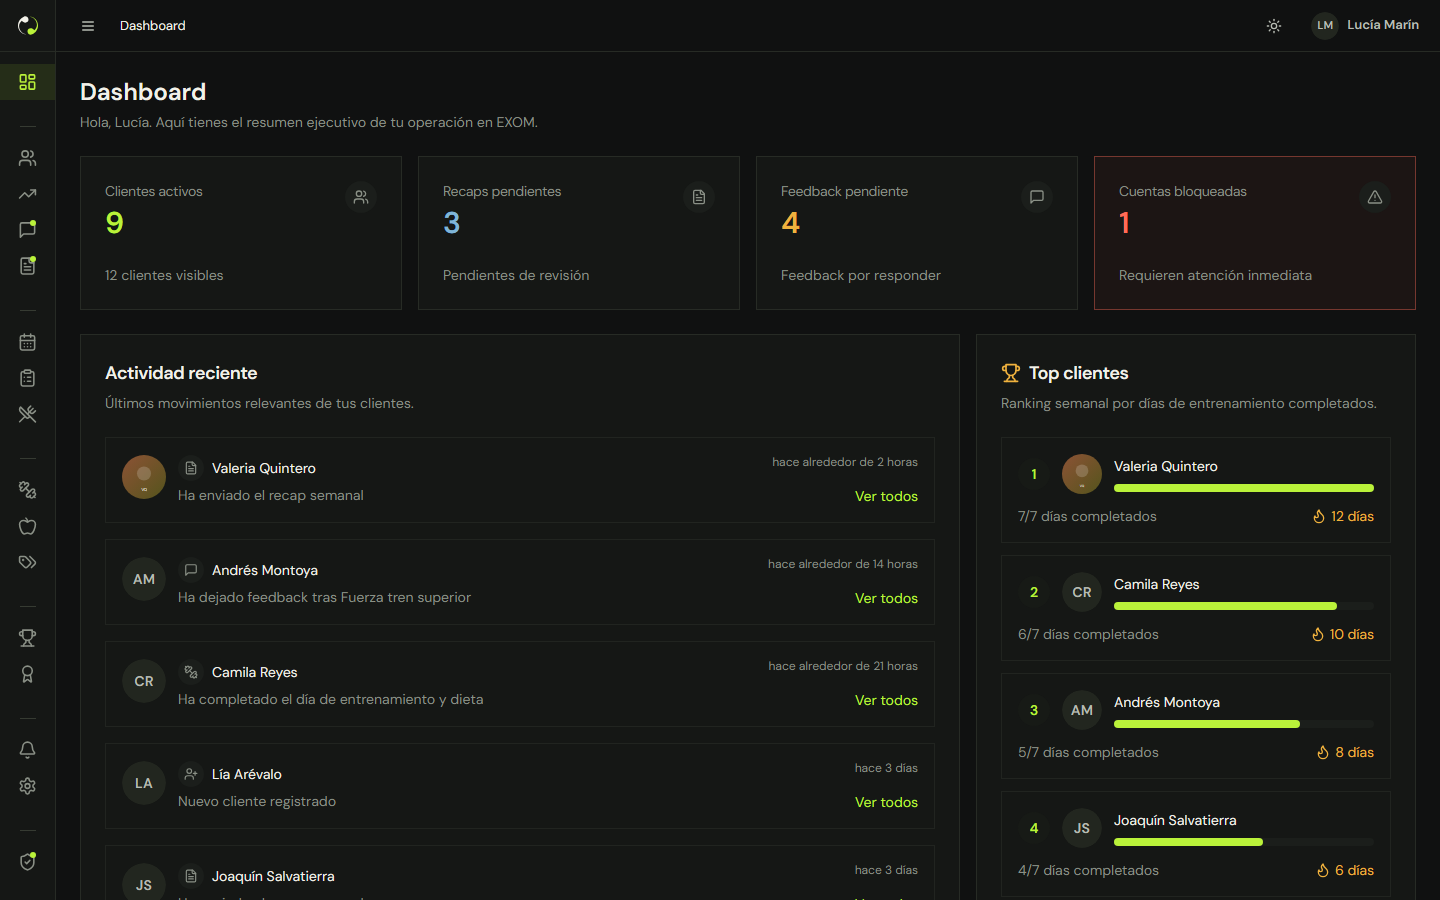 Dashboard
LM
Lucía Marín
Dashboard
Hola, Lucía. Aquí tienes el resumen ejecutivo de tu operación en EXOM.
Clientes activos
9
12 clientes visibles
Recaps pendientes
3
Pendientes de revisión
Feedback pendiente
4
Feedback por responder
Cuentas bloqueadas
1
Requieren atención inmediata
Actividad reciente
Últimos movimientos relevantes de tus clientes.
Valeria Quintero
hace alrededor de 2 horas
Ha enviado el recap semanal
Ver todos
AM
Andrés Montoya
hace alrededor de 14 horas
Ha dejado feedback tras Fuerza tren superior
Ver todos
CR
Camila Reyes
hace alrededor de 21 horas
Ha completado el día de entrenamiento y dieta
Ver todos
LA
Lía Arévalo
hace 3 días
Nuevo cliente registrado
Ver todos
JS
Joaquín Salvatierra
hace 3 días
Top clientes
Ranking semanal por días de entrenamiento completados.
1
Valeria Quintero
7/7 días completados
12 días
2
CR
Camila Reyes
6/7 días completados
10 días
3
AM
Andrés Montoya
5/7 días completados
8 días
4
JS
Joaquín Salvatierra
4/7 días completados
6 días